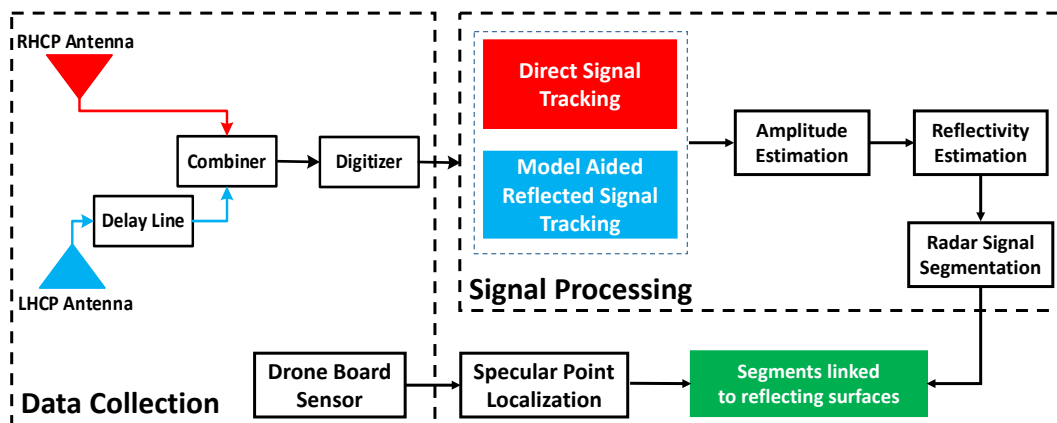 RHCP Antenna
Combiner
Digitizer
Delay Line
LHCP Antenna
Drone Board
Sensor
Data Collection
Direct Signal
Tracking
Model Aided
Reflected Signal
Tracking
Amplitude
Estimation
Reflectivity
Estimation
Radar Signal
Segmentation
Signal Processing
Specular Point
Localization
Segments linked
to reflecting surfaces